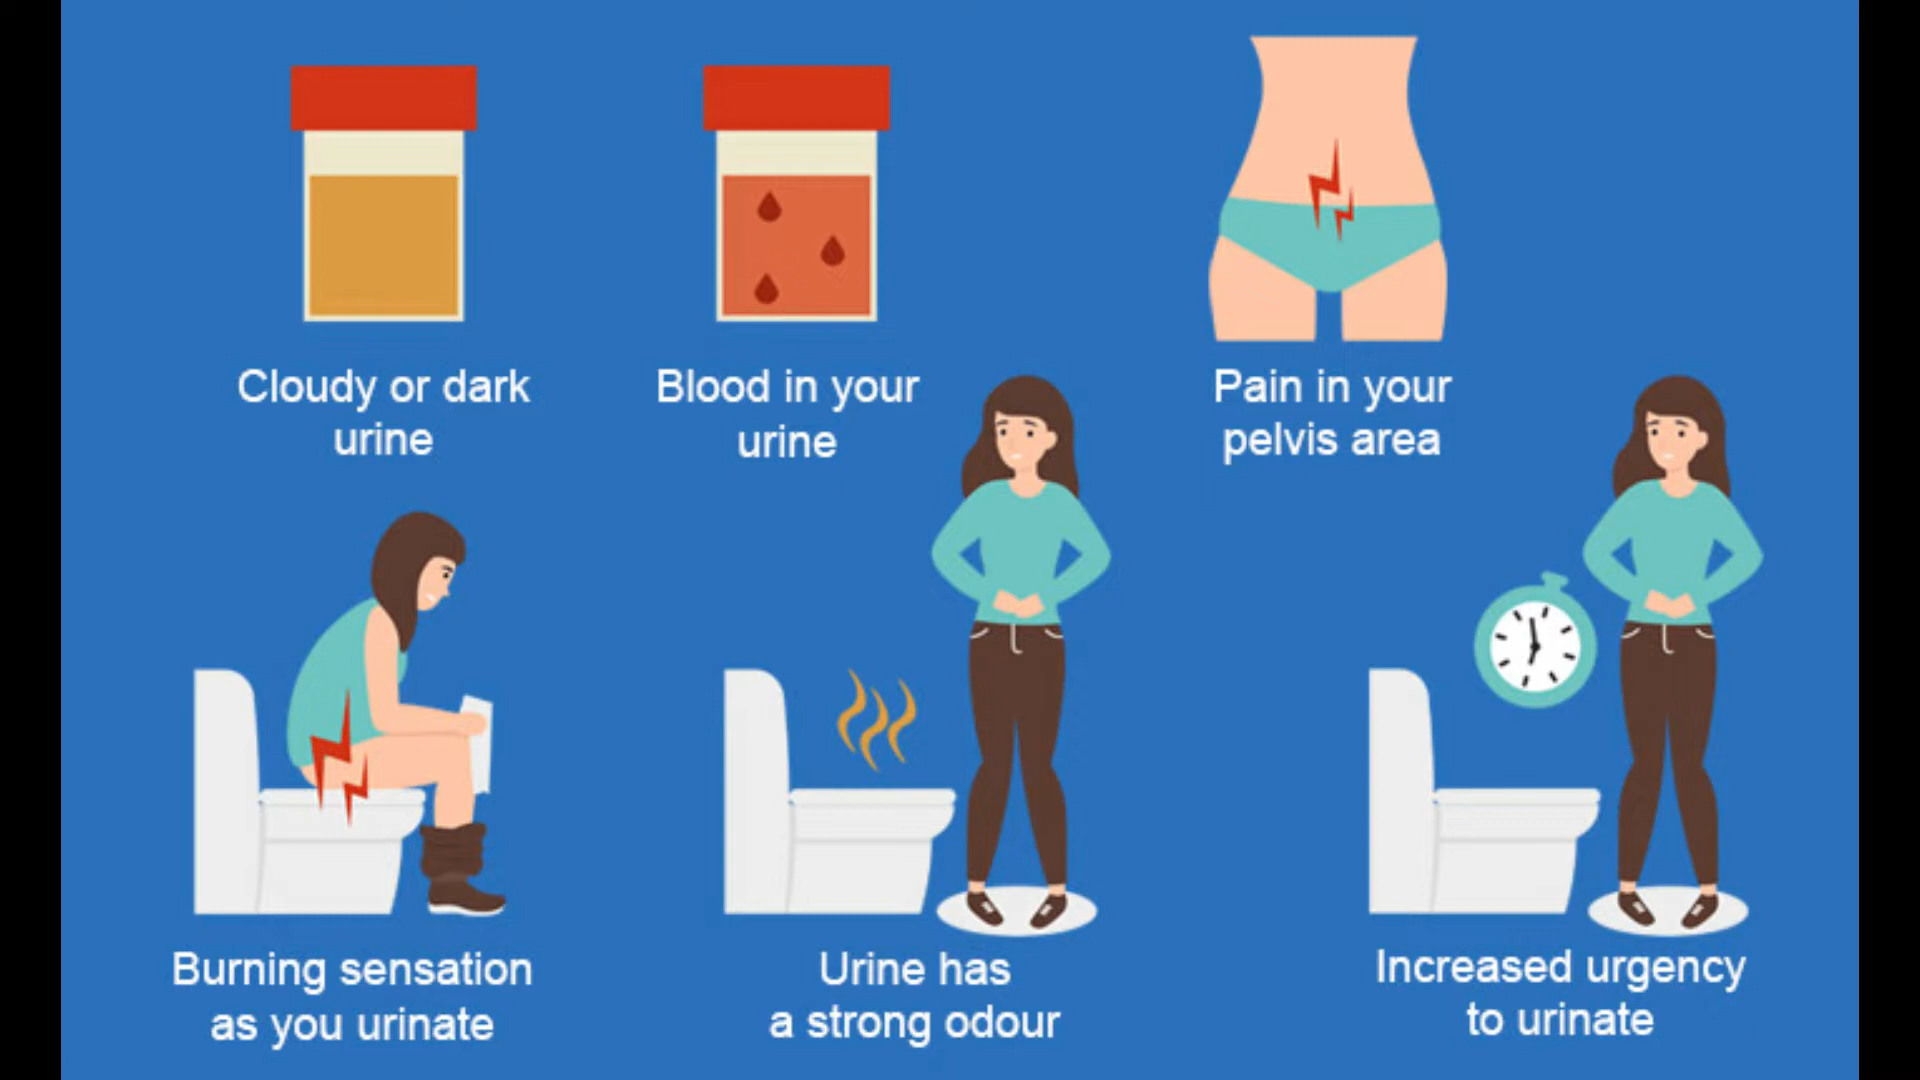 Cloudy or dark
urine
Blood in your
urine
Pain in your
pelvis area
Burning sensation
as you urinate
Urine has
a strong odour
Increased urgency
to urinate